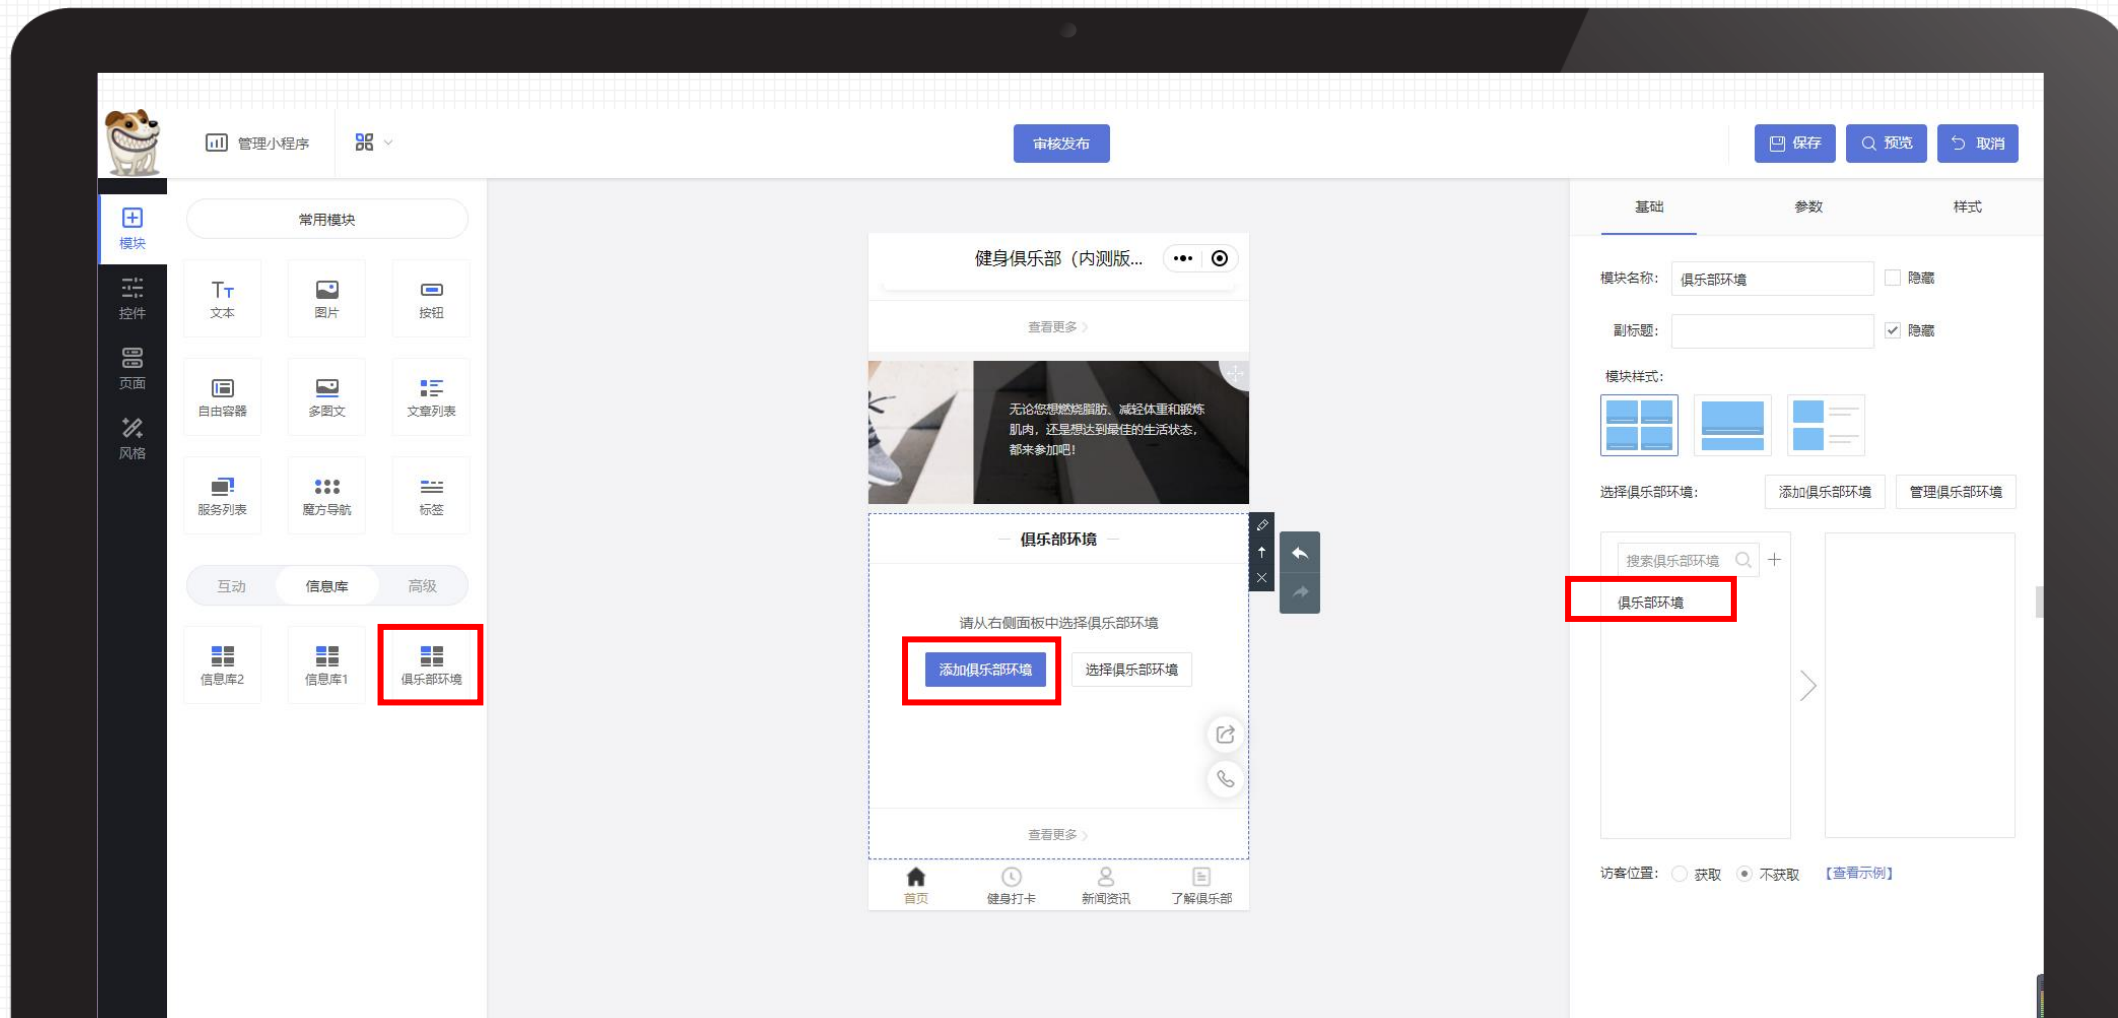 管理小程序
审核发布
保存
预览
取消
模块
控件
页面
风格
常用模块
文本
图片
按钮
自由容器
多图文
文章列表
服务列表
魔方导航
标签
互动
信息库
高级
信息库2
信息库1
俱乐部环境
健身俱乐部（内测版...
查看更多
无论您想燃烧脂肪、减轻体重和锻炼
肌肉，还是想达到最佳的生活状态，
都来参加吧！
俱乐部环境
请从右侧面板中选择俱乐部环境
添加俱乐部环境
选择俱乐部环境
查看更多
首页
健身打卡
新闻资讯
了解俱乐部
基础
参数
样式
模块名称：
俱乐部环境
隐藏
副标题：
隐藏
模块样式：
选择俱乐部环境：
添加俱乐部环境
管理俱乐部环境
搜索俱乐部环境
俱乐部环境
访客位置：
获取
不获取
【查看示例】